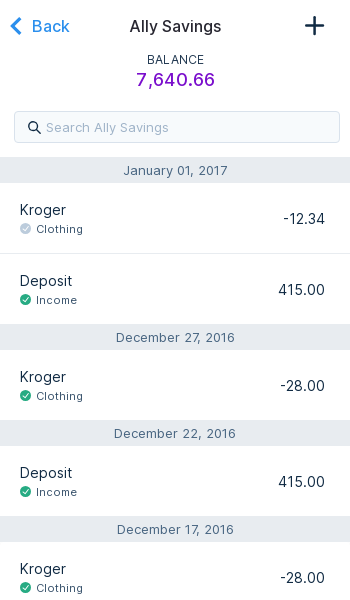 Back
Ally Savings
BALANCE
7,640.66
Search Ally Savings
January 01, 2017
Kroger
-12.34
Clothing
Deposit
415.00
Income
December 27, 2016
Kroger
-28.00
Clothing
December 22, 2016
Deposit
415.00
Income
December 17, 2016
Kroger
-28.00
Clothing